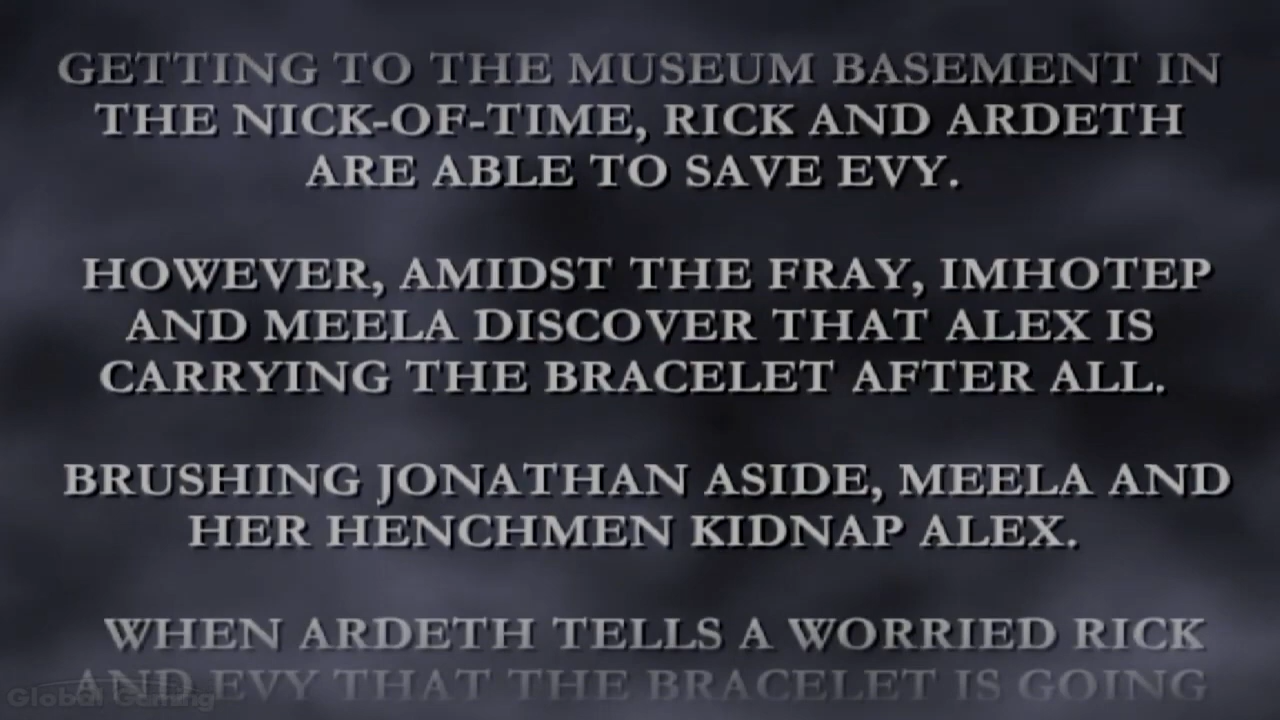 GETTING TO THE MUSEUM BASEMENT IN
THE NICK-OF-TIME, RICK AND ARDETH
ARE ABLE TO SAVE EVY.
HOWEVER, AMIDST THE FRAY, IMHOTEP
AND MEELA DISCOVER THAT ALEX IS
CARRYING THE BRACELET AFTER ALL.
BRUSHING JONATHAN ASIDE, MEELA AND
HER HENCHMEN KIDNAP ALEX.
WHEN ARDETH TELLS A WORRIED RICK
AND EVY THAT THE BRACELET IS GOING
Global Gaming